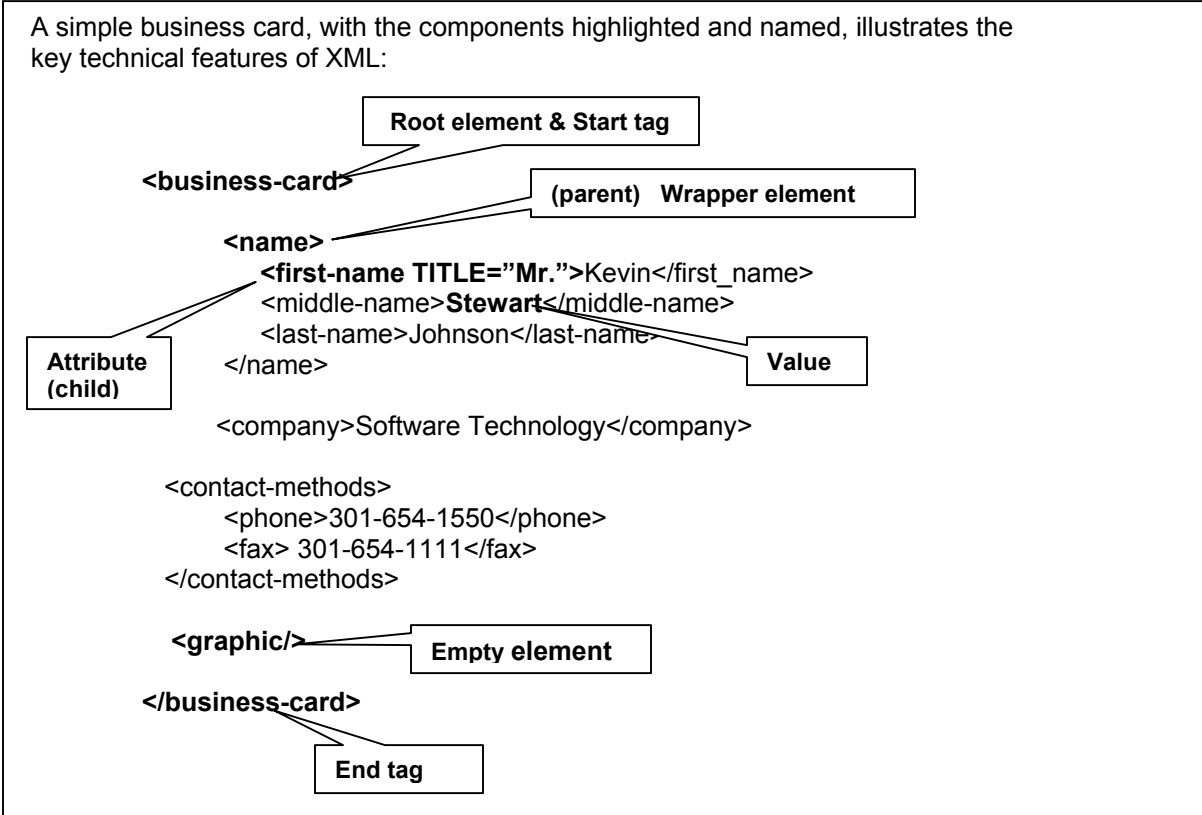 A simple business card, with the components highlighted and named, illustrates the
key technical features of XML:
Root element & Start tag
<business-card>
(parent) Wrapper element
<name>
<first-name TITLE=”Mr.”>Kevin</first_name>
<middle-name>Stewart</middle-name>
<last-name>Johnson</last-name>
Attribute
(child)
</name>
Value
<company>Software Technology</company>
<contact-methods>
<phone>301-654-1550</phone>
<fax> 301-654-1111</fax>
</contact-methods>
<graphic/>
Empty element
</business-card>
End tag